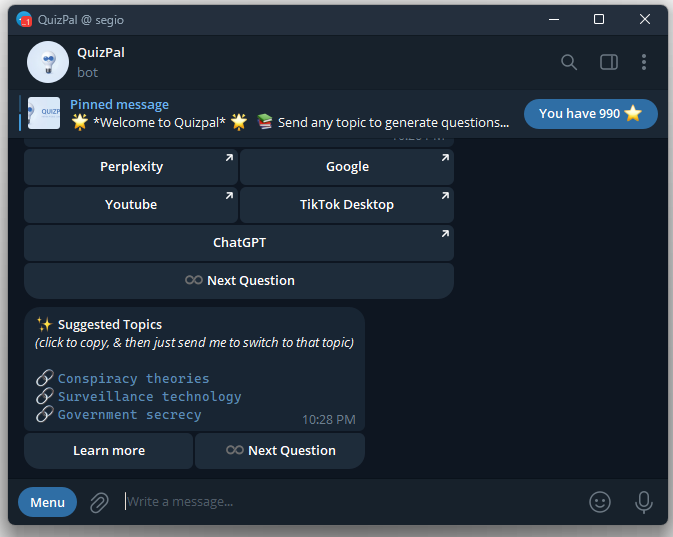 QuizPal @ segio
QuizPal
bot
Pinned message
🌟 *Welcome to Quizpal* 🌟 📚 Send any topic to generate questions...
You have 990 ⭐
Perplexity
Google
Youtube
TikTok Desktop
ChatGPT
♾ Next Question
✨ Suggested Topics
(click to copy, & then just send me to switch to that topic)
🔗 Conspiracy theories
🔗 Surveillance technology
🔗 Government secrecy
10:28 PM
Learn more
♾ Next Question
Menu
Write a message...